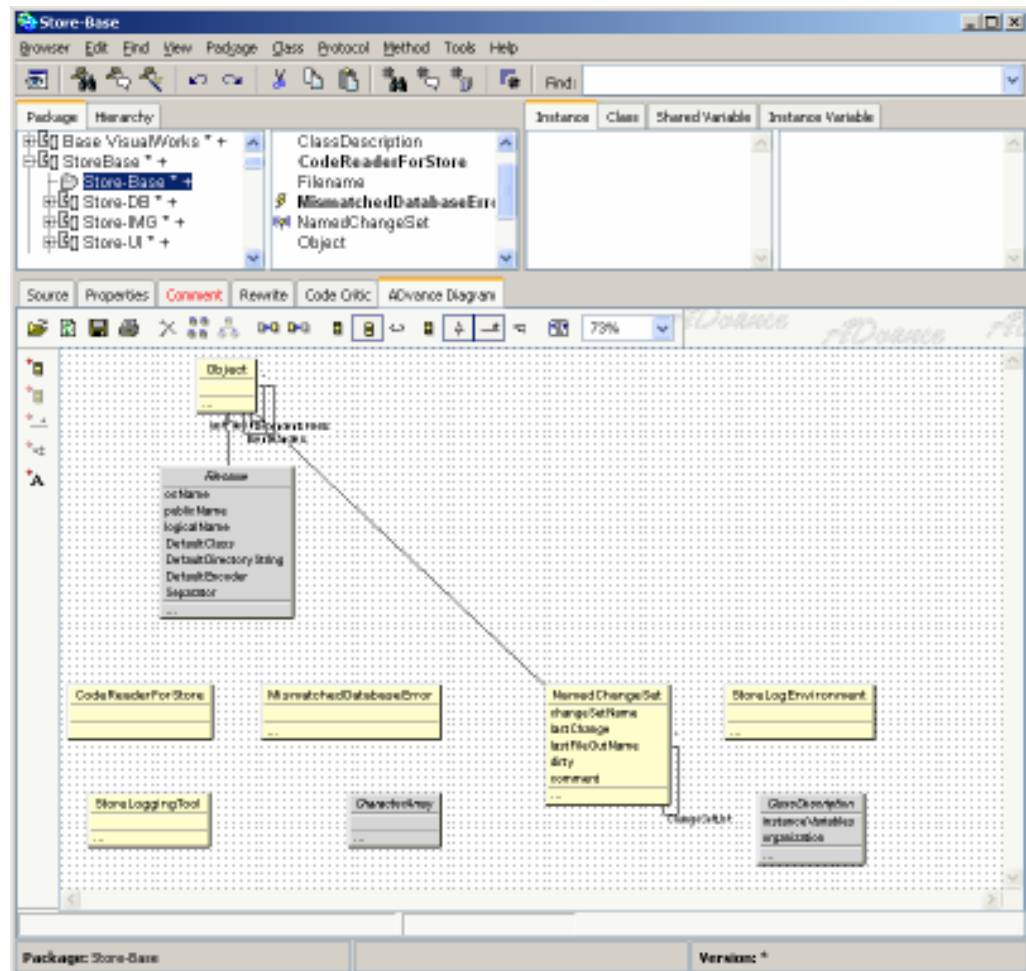 Store-Base
Browser Edit Find View Package Class Protocol Method Tools Help
Find:
Package Hierarchy
Instance Class Shared Variable Instance Variable
Base VisualWorks * +
StoreBase * +
Store-Base * +
Store-DB * +
Store-IMG * +
Store-UI * +
ClassDescription
CodeReaderForStore
Filename
MismatchedDatabaseErr
NamedChangeSet
Object
Source Properties Comment Rewrite Code Critic ADvance Diagram
73%
ADvance ADvance
A
Object
...
Filename
osName
publicName
logicalName
DefaultClass
DefaultDirectoryString
DefaultEncoder
Separator
...
CodeReaderForStore
...
MismatchedDatabaseError
...
NamedChangeSet
changeSetName
lastChange
lastFileOutName
dirty
comment
...
ChangeSetList
StoreLogEnvironment
...
StoreLoggingTool
...
CharacterArray
...
ClassDescription
instanceVariables
organization
...
Package: Store-Base
Version: *